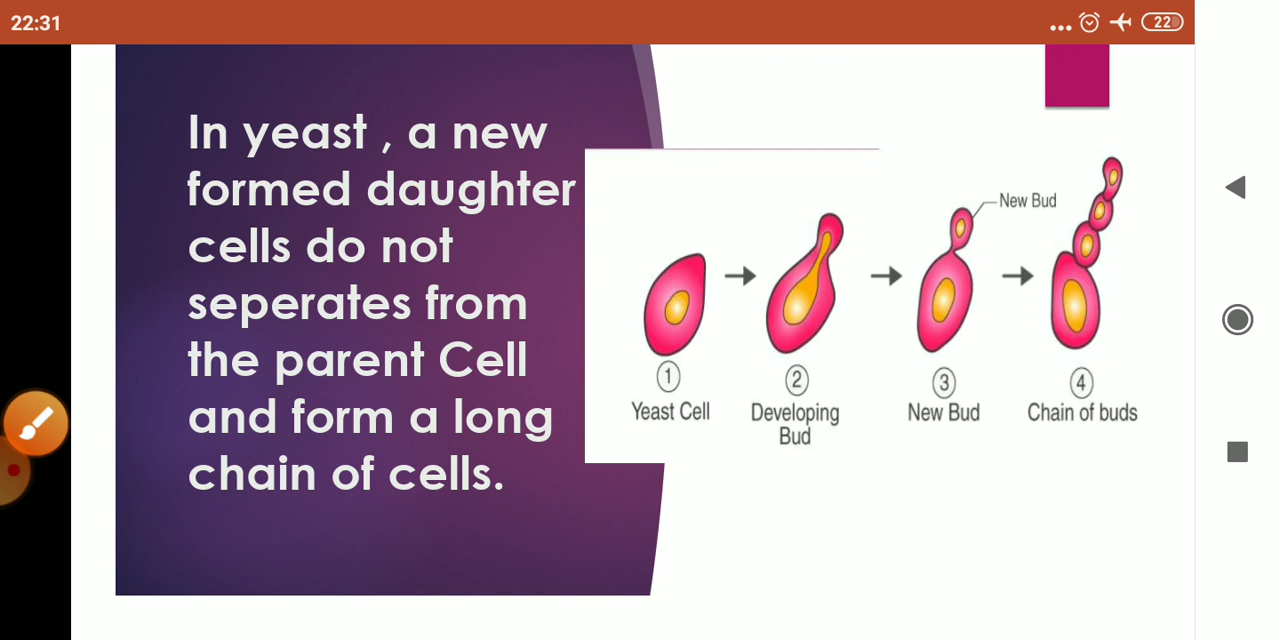 22:31
22
In yeast , a new
formed daughter
cells do not
seperates from
the parent Cell
and form a long
chain of cells.
New Bud
1
Yeast Cell
2
Developing
Bud
3
New Bud
4
Chain of buds